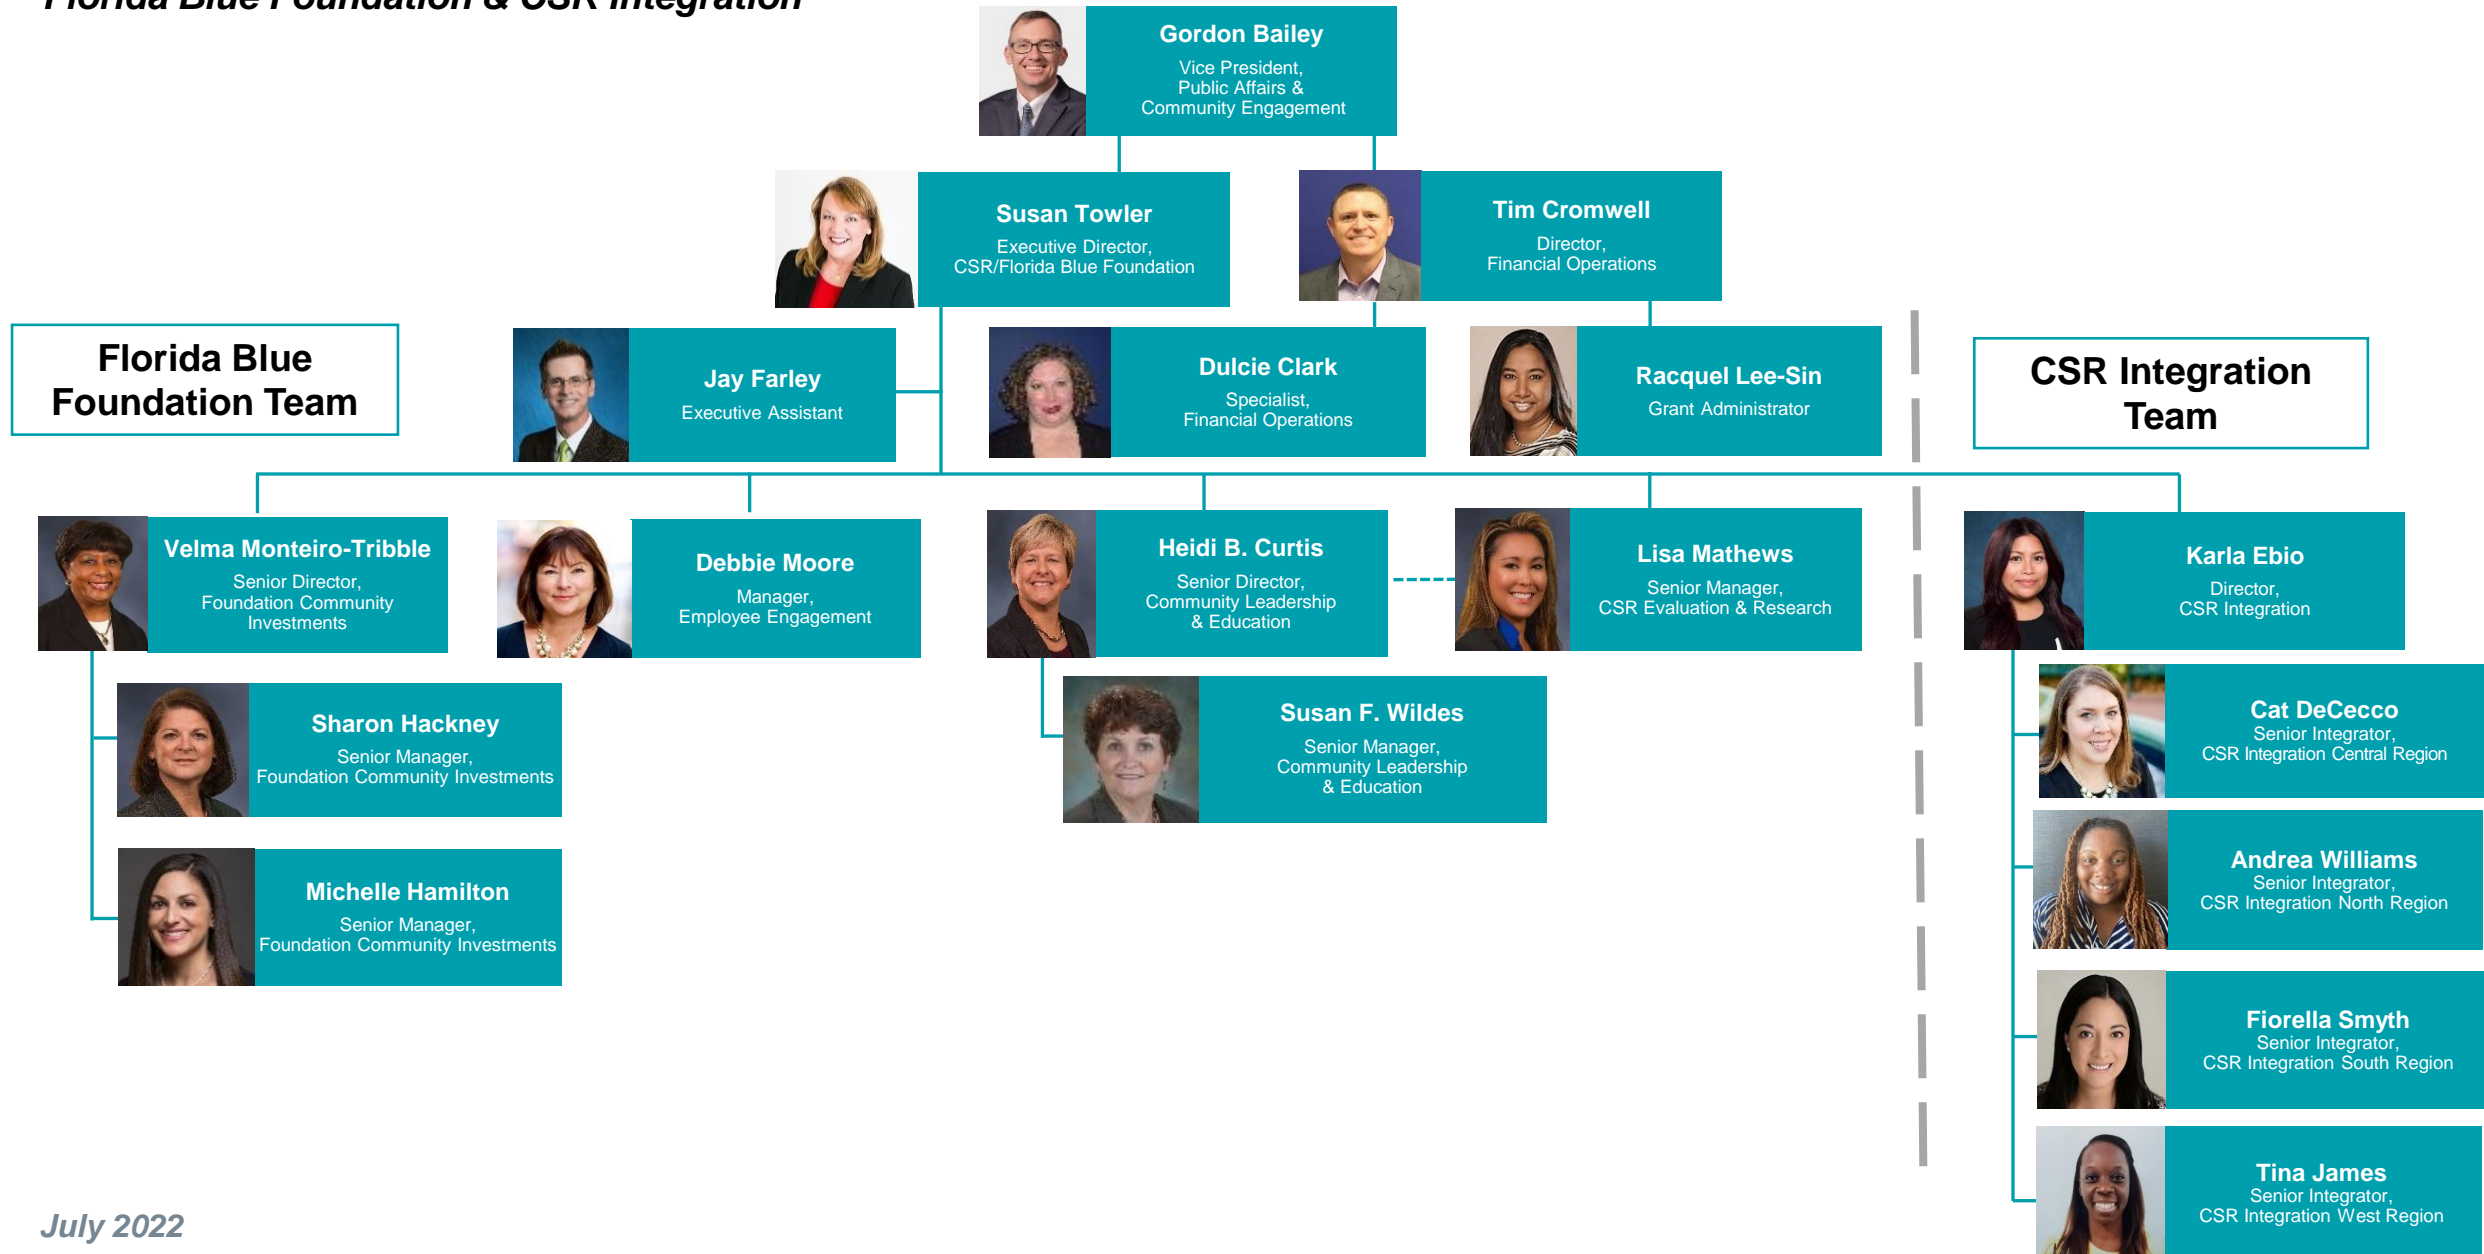 Florida Blue Foundation & CSR Integration
Gordon Bailey
Vice President,
Public Affairs &
Community Engagement
Susan Towler
Executive Director,
CSR/Florida Blue Foundation
Tim Cromwell
Director,
Financial Operations
Florida Blue
Foundation Team
Jay Farley
Executive Assistant
Dulcie Clark
Specialist,
Financial Operations
Racquel Lee-Sin
Grant Administrator
CSR Integration
Team
Velma Monteiro-Tribble
Senior Director,
Foundation Community
Investments
Debbie Moore
Manager,
Employee Engagement
Heidi B. Curtis
Senior Director,
Community Leadership
& Education
Lisa Mathews
Senior Manager,
CSR Evaluation & Research
Karla Ebio
Director,
CSR Integration
Sharon Hackney
Senior Manager,
Foundation Community Investments
Susan F. Wildes
Senior Manager,
Community Leadership
& Education
Cat DeCecco
Senior Integrator,
CSR Integration Central Region
Michelle Hamilton
Senior Manager,
Foundation Community Investments
Andrea Williams
Senior Integrator,
CSR Integration North Region
Fiorella Smyth
Senior Integrator,
CSR Integration South Region
Tina James
Senior Integrator,
CSR Integration West Region
July 2022